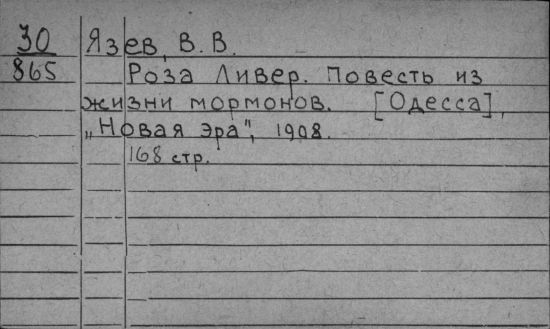 30 Язев, В. В.
865 Роза Ливер. Повесть из
жизни мормонов. [Одесса],
„Новая эра", 1908.
168 стр.